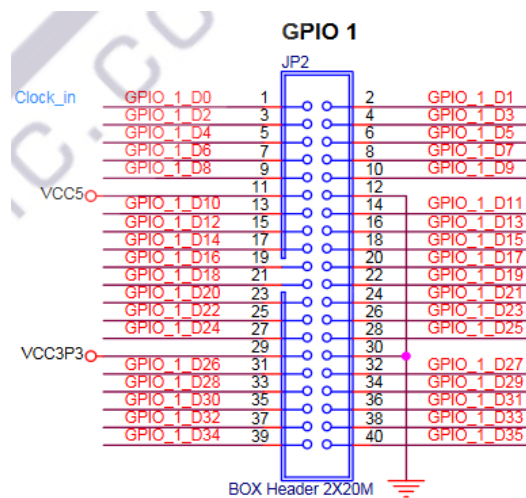 GPIO 1
JP2
Clock_in GPIO_1_D0 1 2 GPIO_1_D1
GPIO_1_D2 3 4 GPIO_1_D3
GPIO_1_D4 5 6 GPIO_1_D5
GPIO_1_D6 7 8 GPIO_1_D7
GPIO_1_D8 9 10 GPIO_1_D9
VCC5 11 12
GPIO_1_D10 13 14 GPIO_1_D11
GPIO_1_D12 15 16 GPIO_1_D13
GPIO_1_D14 17 18 GPIO_1_D15
GPIO_1_D16 19 20 GPIO_1_D17
GPIO_1_D18 21 22 GPIO_1_D19
GPIO_1_D20 23 24 GPIO_1_D21
GPIO_1_D22 25 26 GPIO_1_D23
GPIO_1_D24 27 28 GPIO_1_D25
VCC3P3 29 30
GPIO_1_D26 31 32 GPIO_1_D27
GPIO_1_D28 33 34 GPIO_1_D29
GPIO_1_D30 35 36 GPIO_1_D31
GPIO_1_D32 37 38 GPIO_1_D33
GPIO_1_D34 39 40 GPIO_1_D35
BOX Header 2X20M